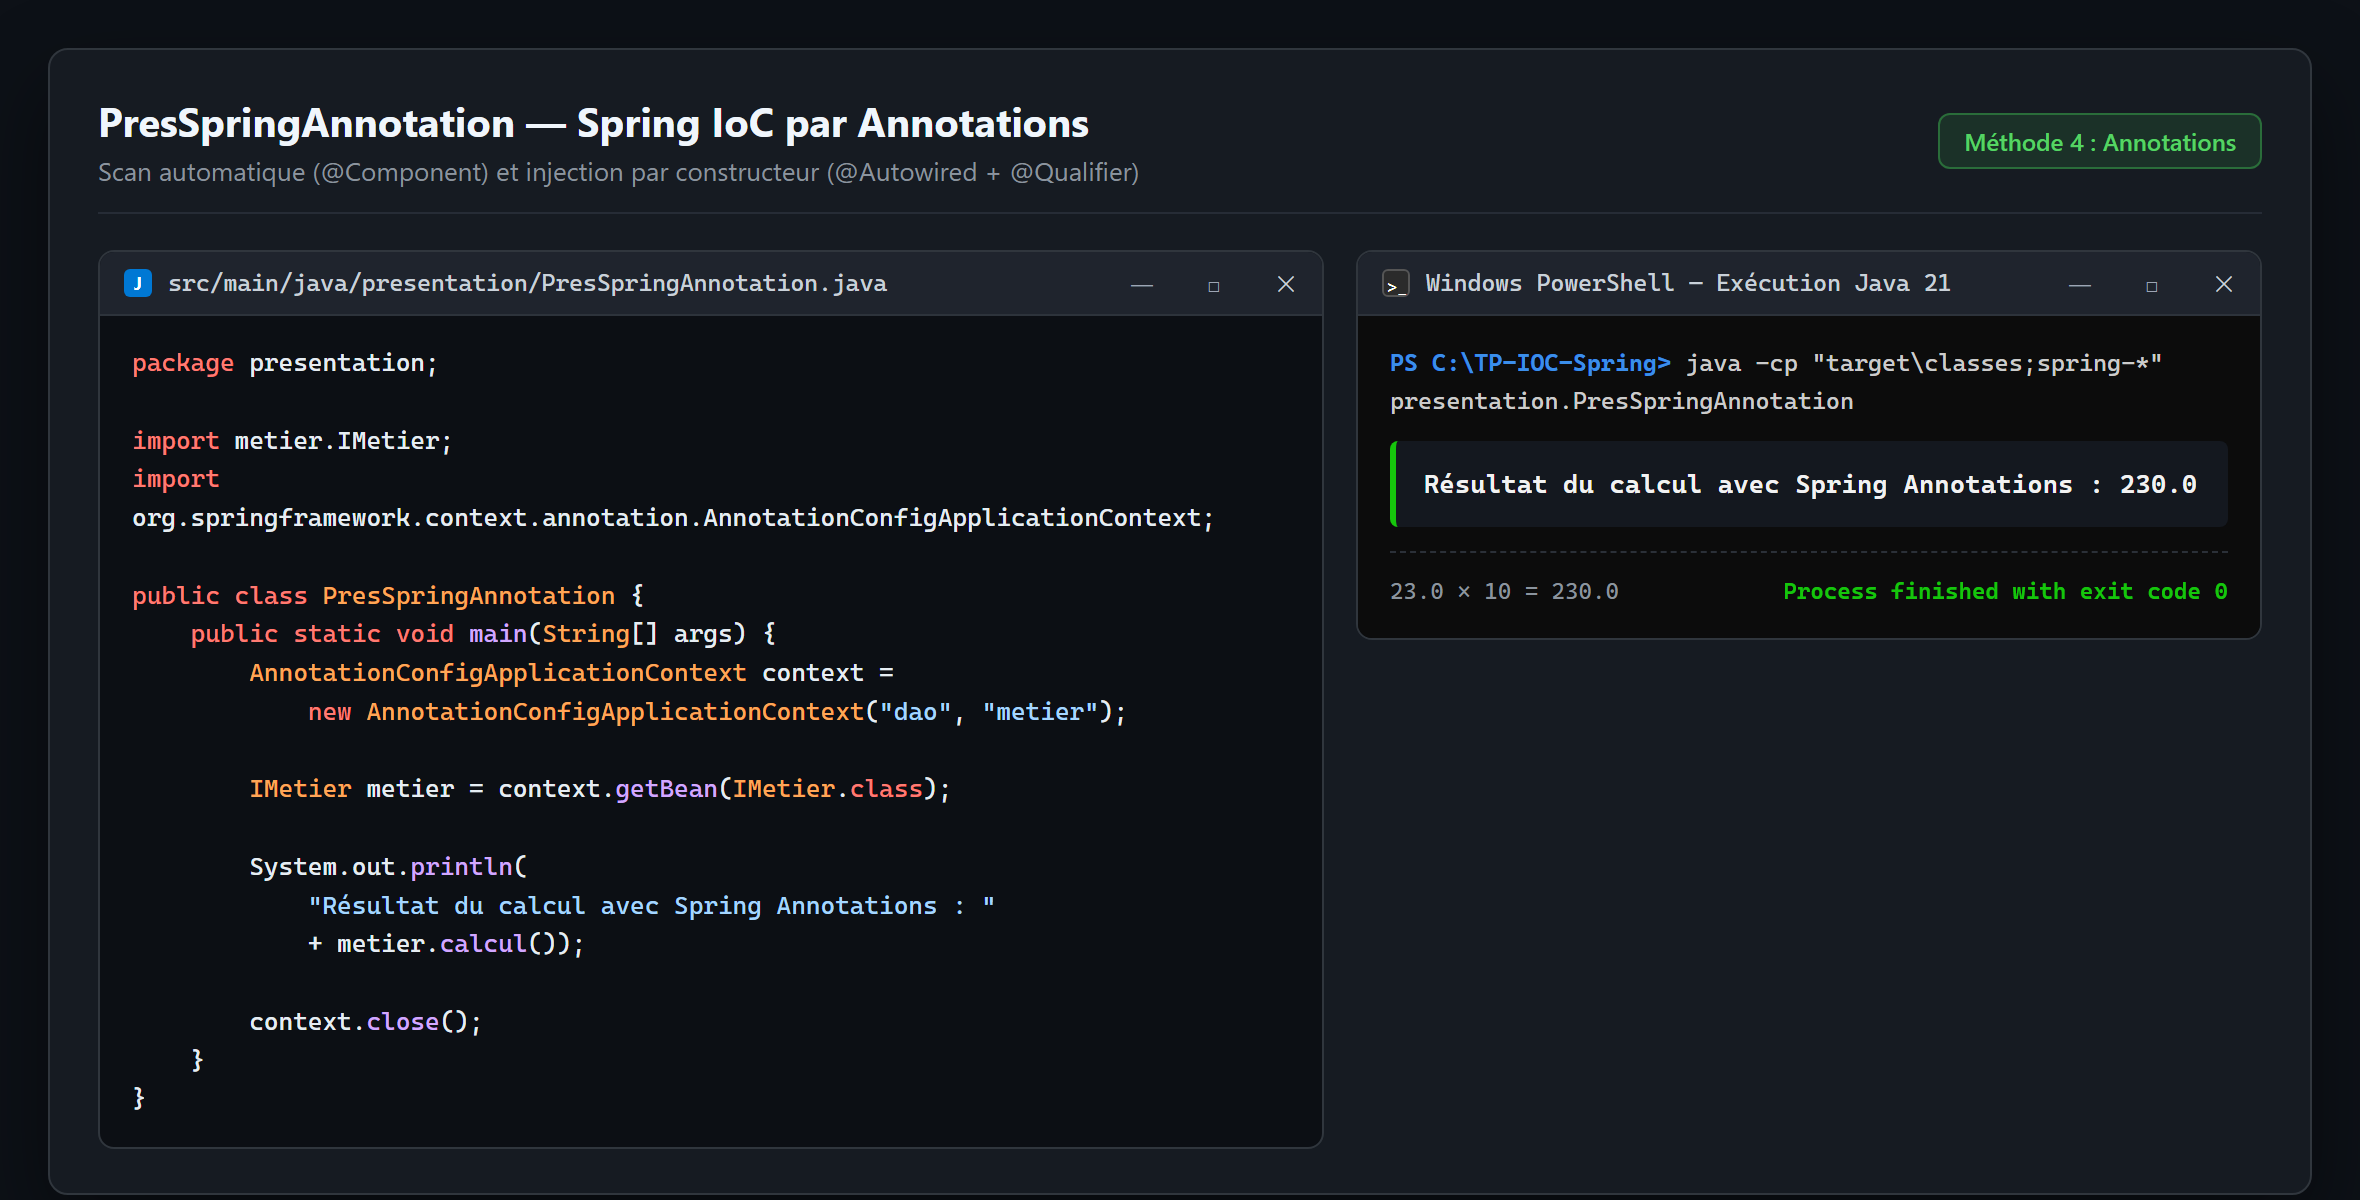 PresSpringAnnotation — Spring IoC par Annotations
Scan automatique (@Component) et injection par constructeur (@Autowired + @Qualifier)
Méthode 4 : Annotations
J src/main/java/presentation/PresSpringAnnotation.java
package presentation;
import metier.IMetier;
import
org.springframework.context.annotation.AnnotationConfigApplicationContext;
public class PresSpringAnnotation {
public static void main(String[] args) {
AnnotationConfigApplicationContext context =
new AnnotationConfigApplicationContext("dao", "metier");
IMetier metier = context.getBean(IMetier.class);
System.out.println(
"Résultat du calcul avec Spring Annotations : "
+ metier.calcul());
context.close();
}
}
>_ Windows PowerShell — Exécution Java 21
PS C:\TP-IOC-Spring> java -cp "target\classes;spring-*"
presentation.PresSpringAnnotation
Résultat du calcul avec Spring Annotations : 230.0
23.0 × 10 = 230.0
Process finished with exit code 0